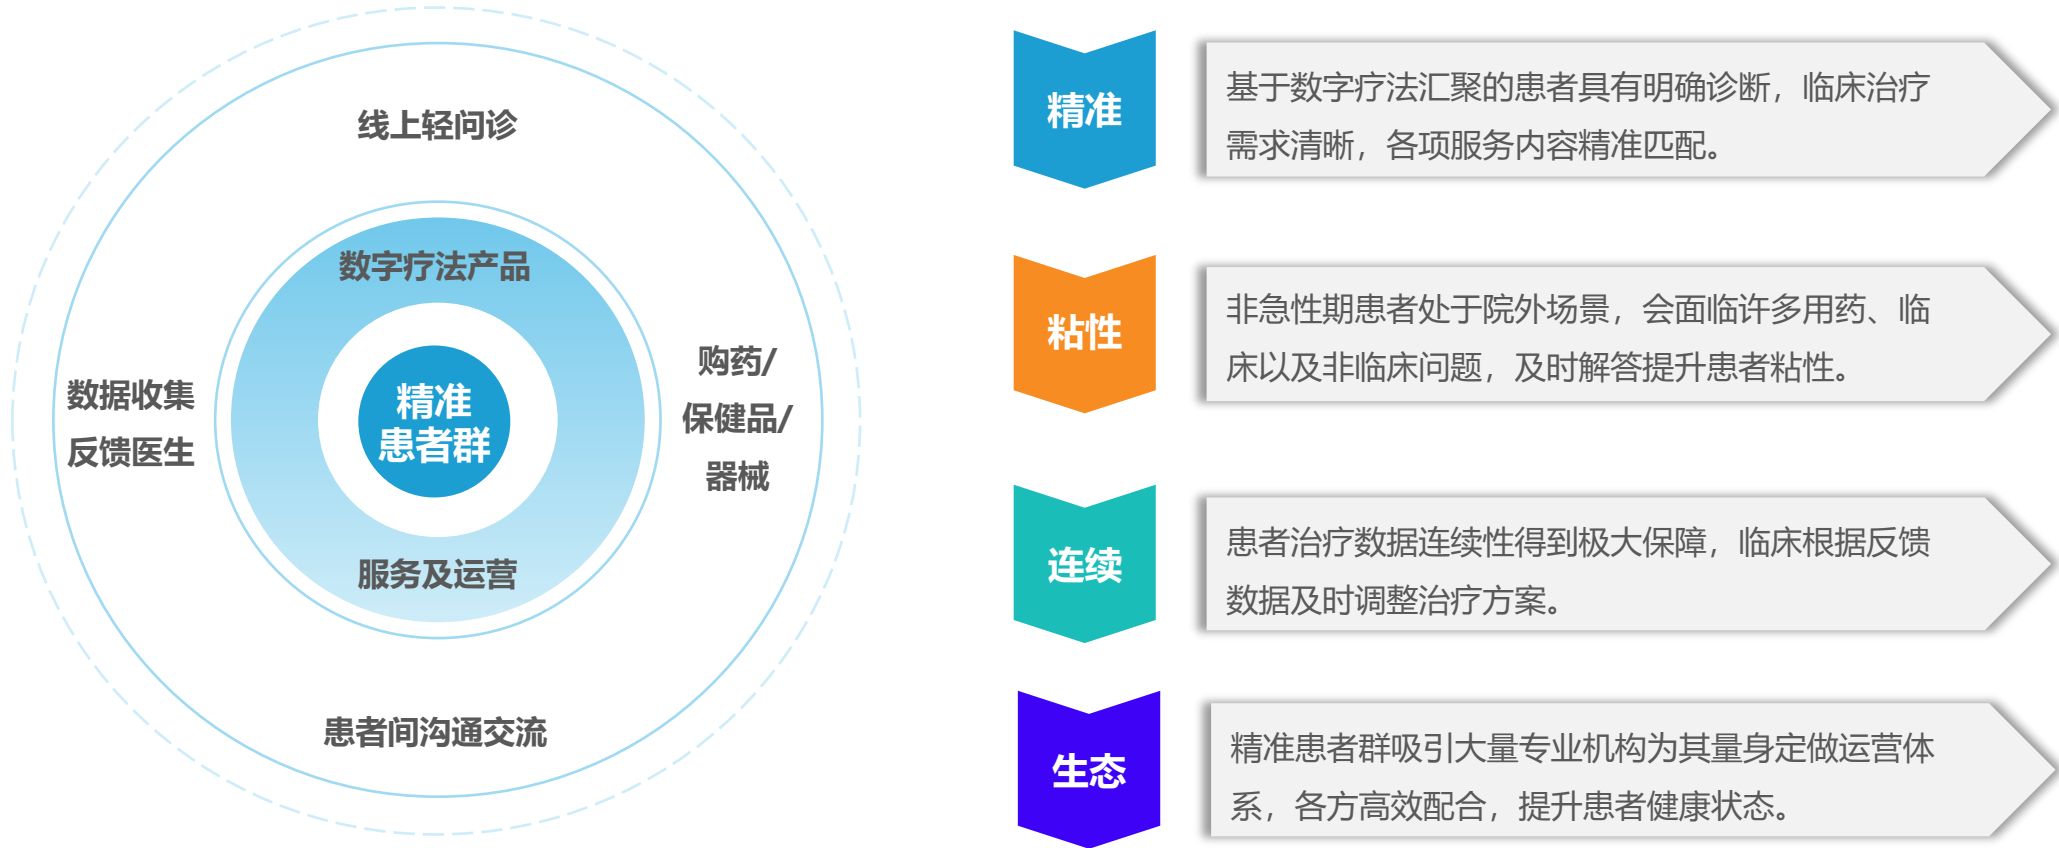 线上轻问诊
数字疗法产品
精准
患者群
服务及运营
数据收集
反馈医生
购药/
保健品/
器械
患者间沟通交流
精准
基于数字疗法汇聚的患者具有明确诊断，临床治疗
需求清晰，各项服务内容精准匹配。
粘性
非急性期患者处于院外场景，会面临许多用药、临
床以及非临床问题，及时解答提升患者粘性。
连续
患者治疗数据连续性得到极大保障，临床根据反馈
数据及时调整治疗方案。
生态
精准患者群吸引大量专业机构为其量身定做运营体
系，各方高效配合，提升患者健康状态。